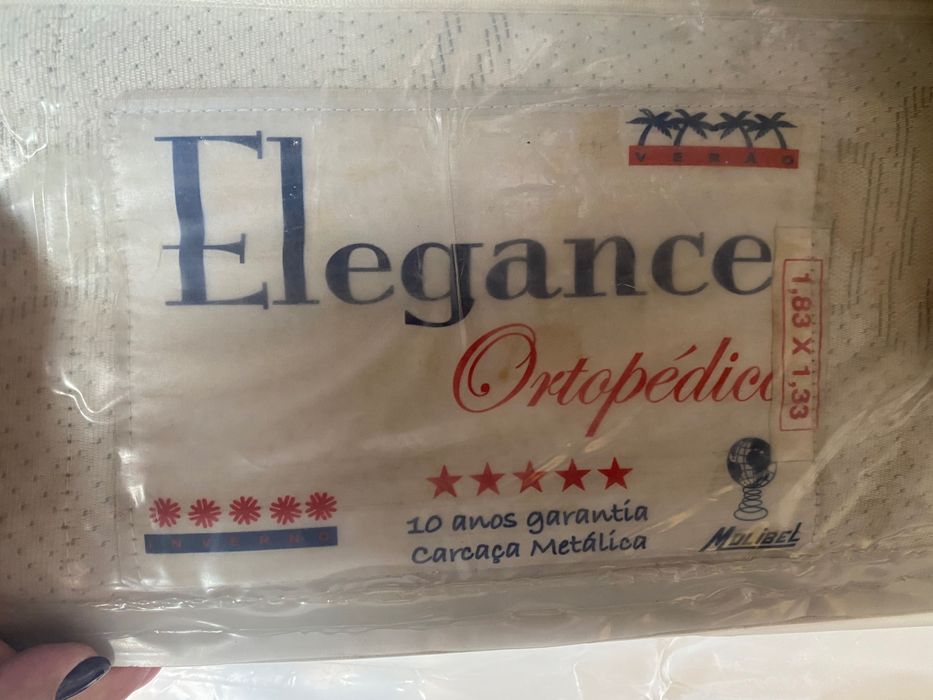 VERÃO
Elegance
Ortopédico
1,83 X 1,33
10 anos garantia
Carcaça Metálica
INVERNO
MOLIBEL